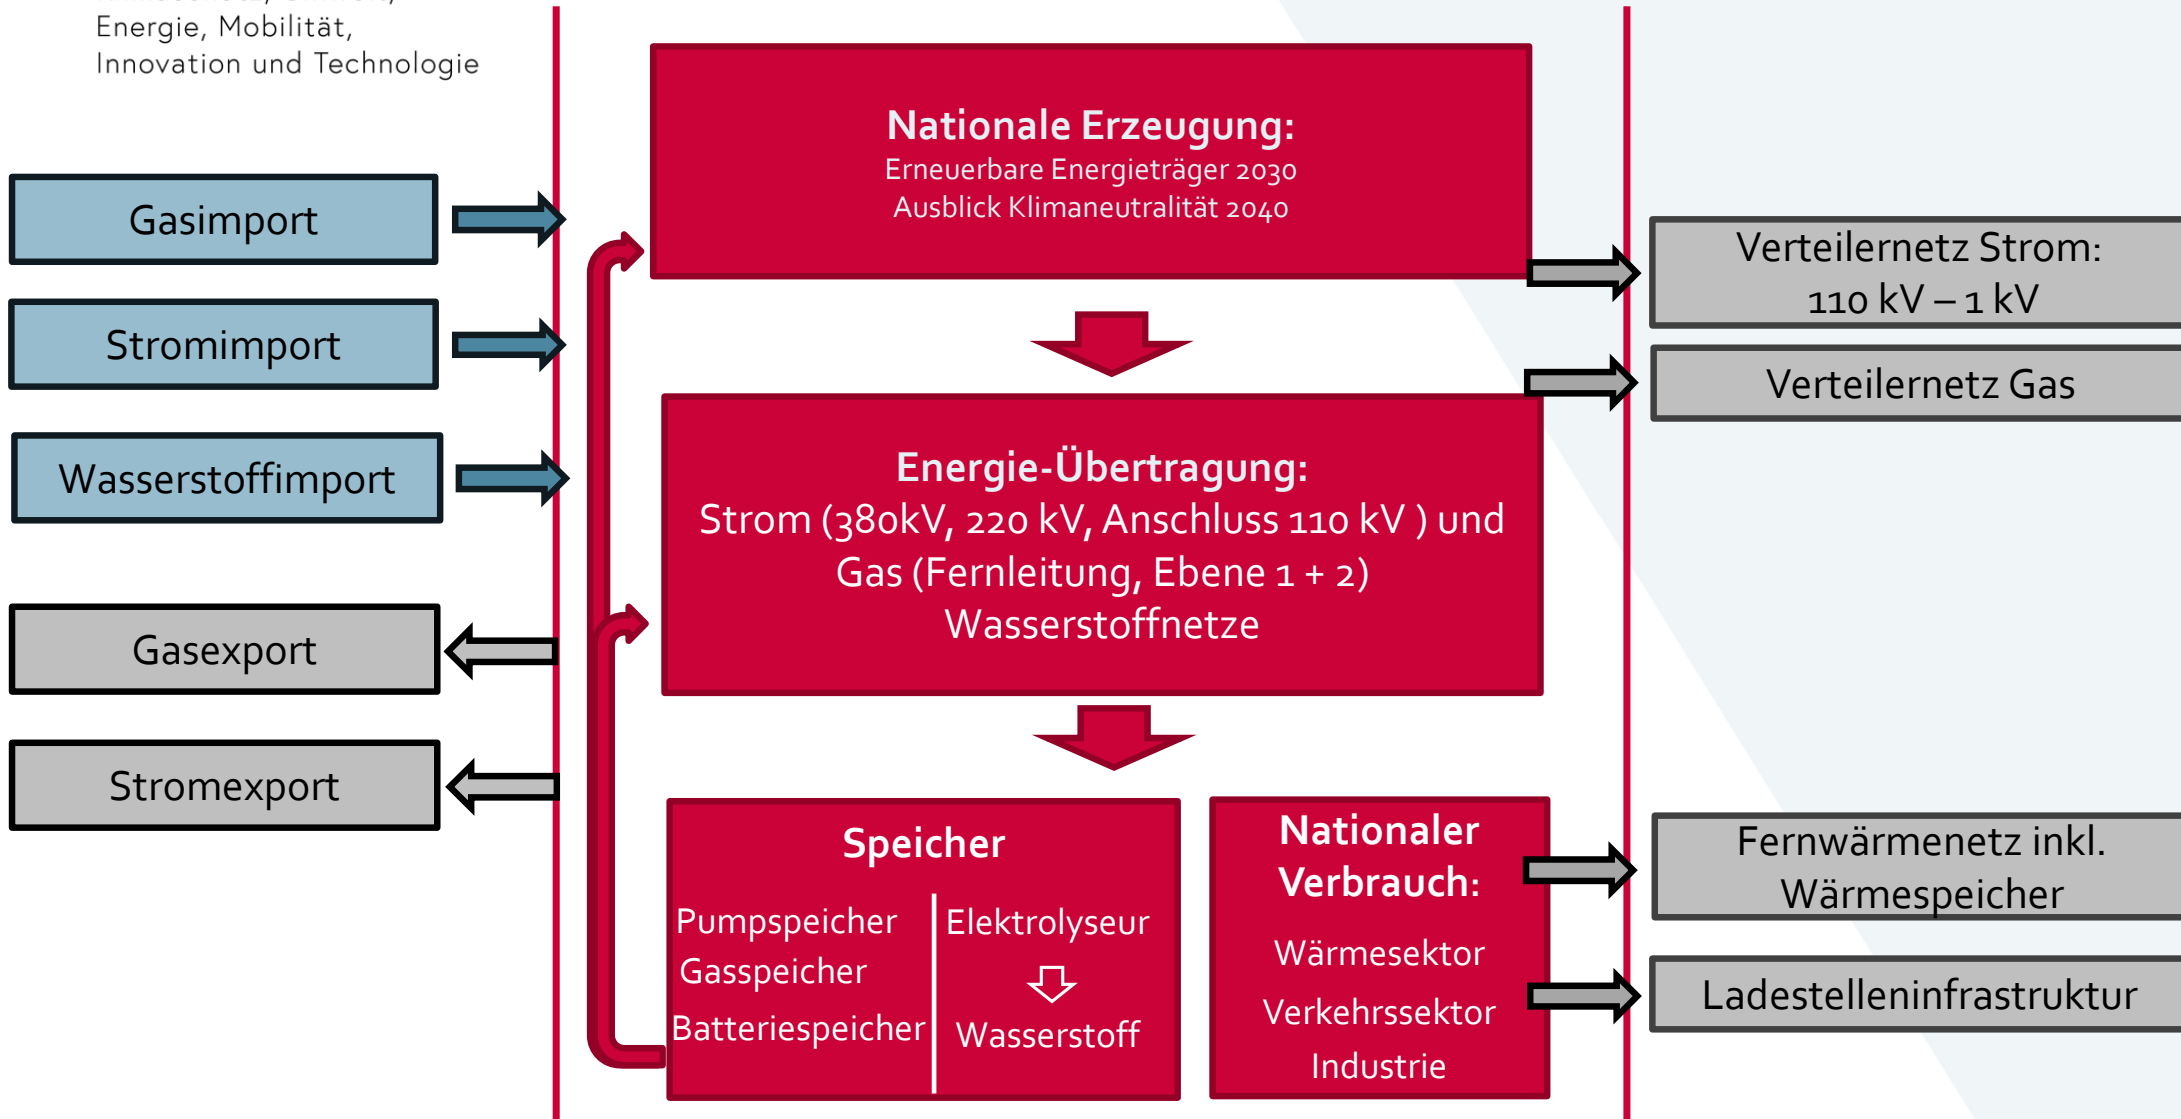 Energie, Mobilität,
Innovation und Technologie
Gasimport
Stromimport
Wasserstoffimport
Gasexport
Stromexport
Nationale Erzeugung:
Erneuerbare Energieträger 2030
Ausblick Klimaneutralität 2040
Energie-Übertragung:
Strom (380kV, 220 kV, Anschluss 110 kV ) und
Gas (Fernleitung, Ebene 1 + 2)
Wasserstoffnetze
Speicher
Pumpspeicher
Gasspeicher
Batteriespeicher
Elektrolyseur
Wasserstoff
Nationaler
Verbrauch:
Wärmesektor
Verkehrssektor
Industrie
Verteilernetz Strom:
110 kV – 1 kV
Verteilernetz Gas
Fernwärmenetz inkl.
Wärmespeicher
Ladestelleninfrastruktur